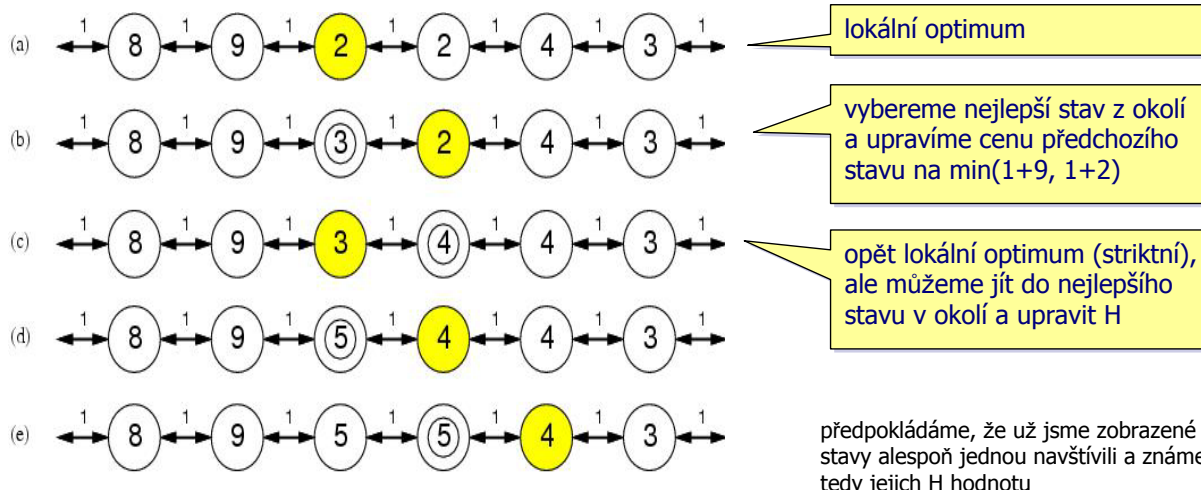 1 1 1 1 1 1 1
(a) 8 9 2 2 4 3
lokální optimum
1 1 1 1 1 1 1
(b) 8 9 3 2 4 3
vybereme nejlepší stav z okolí
a upravíme cenu předchozího
stavu na min(1+9, 1+2)
1 1 1 1 1 1 1
(c) 8 9 3 4 4 3
opět lokální optimum (striktní),
ale můžeme jít do nejlepšího
stavu v okolí a upravit H
1 1 1 1 1 1 1
(d) 8 9 5 4 4 3
1 1 1 1 1 1 1
(e) 8 9 5 5 4 3
předpokládáme, že už jsme zobrazené
stavy alespoň jednou navštívili a známe
tedy jejich H hodnotu